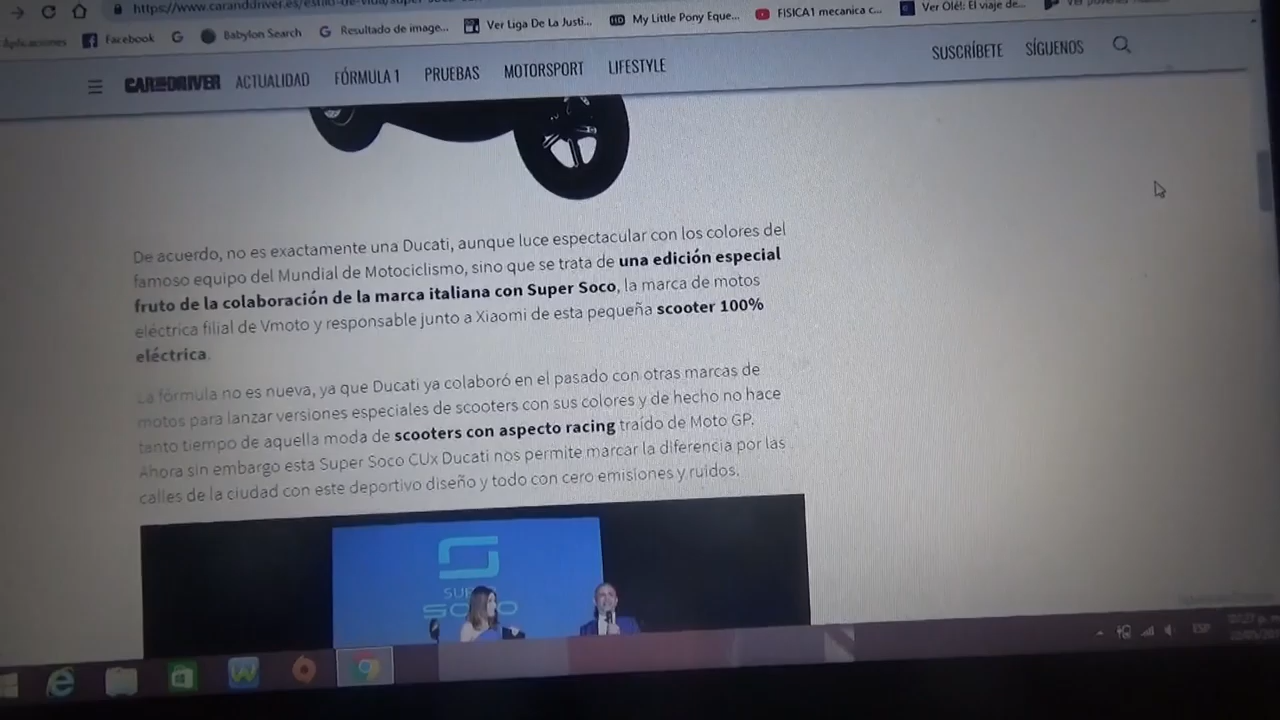 https://www.caranddriver.es/estilo-de-vida/super-soco-
Aplicaciones Facebook Babylon Search Resultado de image... Ver Liga De La Justi... My Little Pony Eque... FISICA1 mecanica c... Ver Olé!: El viaje de...
CAR AND DRIVER ACTUALIDAD FÓRMULA 1 PRUEBAS MOTORSPORT LIFESTYLE SUSCRÍBETE SÍGUENOS
De acuerdo, no es exactamente una Ducati, aunque luce espectacular con los colores del
famoso equipo del Mundial de Motociclismo, sino que se trata de una edición especial
fruto de la colaboración de la marca italiana con Super Soco, la marca de motos
eléctrica filial de Vmoto y responsable junto a Xiaomi de esta pequeña scooter 100%
eléctrica.
La fórmula no es nueva, ya que Ducati ya colaboró en el pasado con otras marcas de
motos para lanzar versiones especiales de scooters con sus colores y de hecho no hace
tanto tiempo de aquella moda de scooters con aspecto racing traído de Moto GP.
Ahora sin embargo esta Super Soco CUx Ducati nos permite marcar la diferencia por las
calles de la ciudad con este deportivo diseño y todo con cero emisiones y ruidos.
SUPER
SOCO
ESP